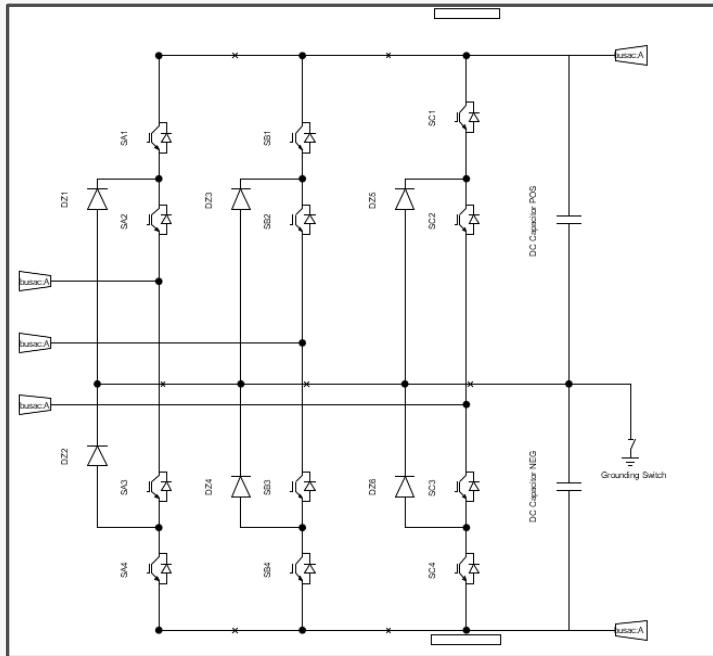 busac:A
SA1
SB1
SC1
DZ1
SA2
DZ3
SB2
DZ5
SC2
DC Capacitor POS
busac:A
busac:A
busac:A
DZ2
SA3
DZ4
SB3
DZ6
SC3
DC Capacitor NEG
Grounding Switch
SA4
SB4
SC4
busac:A